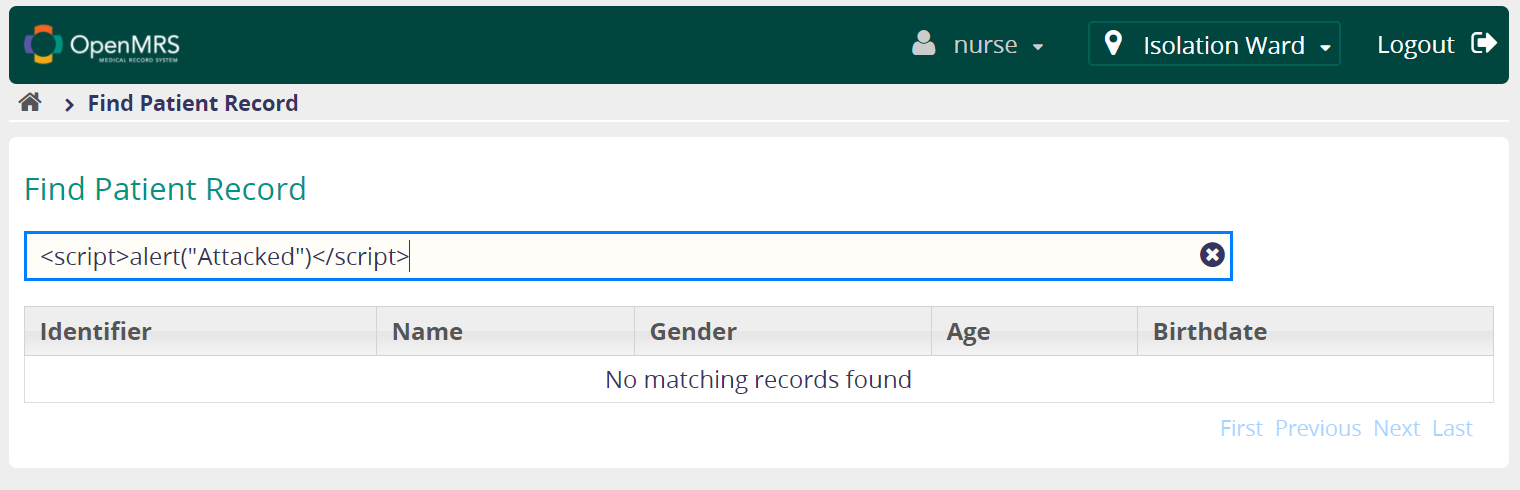 OpenMRS
MEDICAL RECORD SYSTEM
nurse
Isolation Ward
Logout
Find Patient Record
Find Patient Record
<script>alert("Attacked")</script>
Identifier Name Gender Age Birthdate
No matching records found
First Previous Next Last